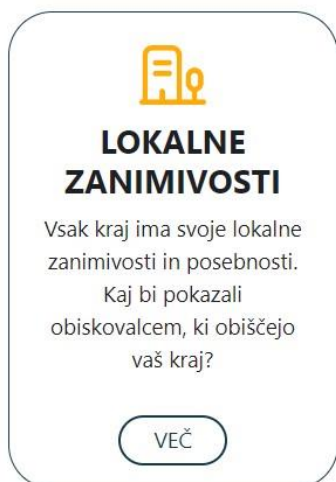 LOKALNE
ZANIMIVOSTI
Vsak kraj ima svoje lokalne
zanimivosti in posebnosti.
Kaj bi pokazali
obiskovalcem, ki obiščejo
vaš kraj?
VEČ